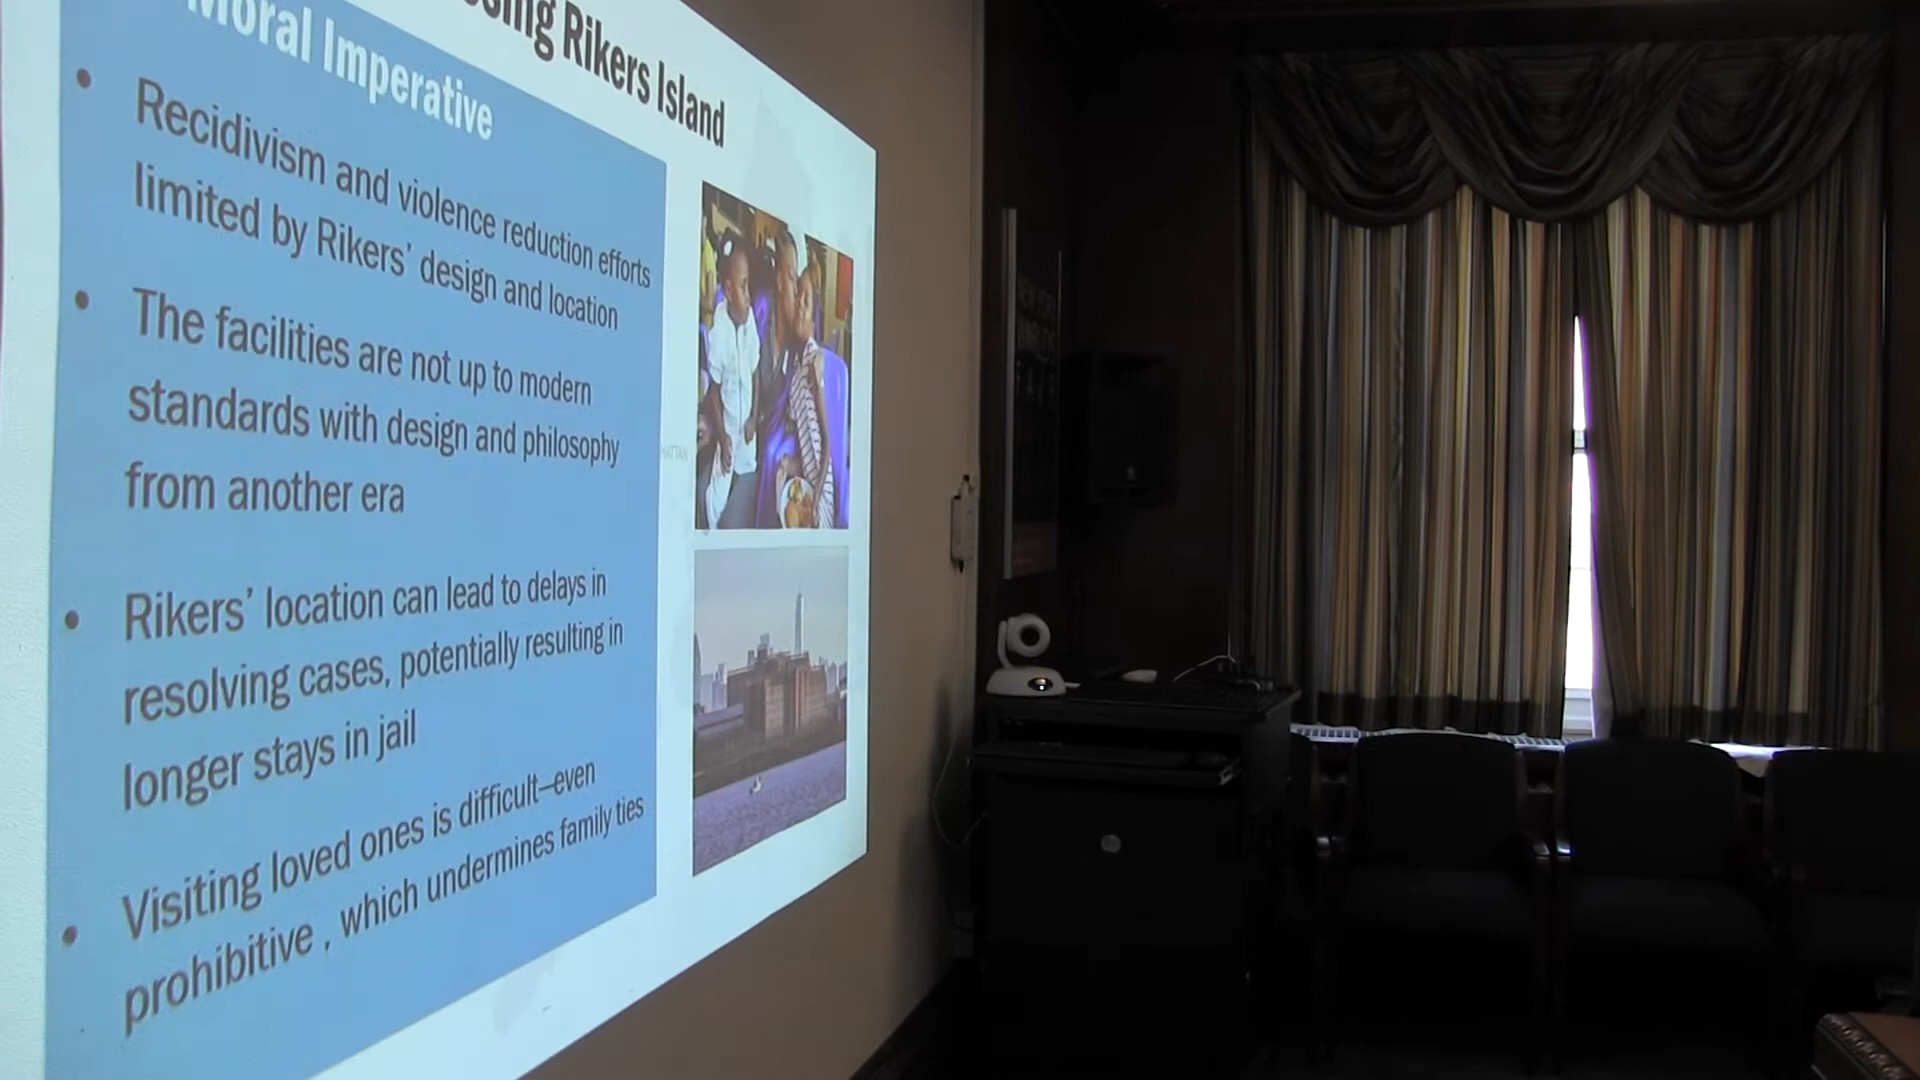 osing Rikers Island
Moral Imperative
• Recidivism and violence reduction efforts
limited by Rikers' design and location
• The facilities are not up to modern
standards with design and philosophy
from another era
• Rikers' location can lead to delays in
resolving cases, potentially resulting in
longer stays in jail
• Visiting loved ones is difficult—even
prohibitive , which undermines family ties
HATTAN